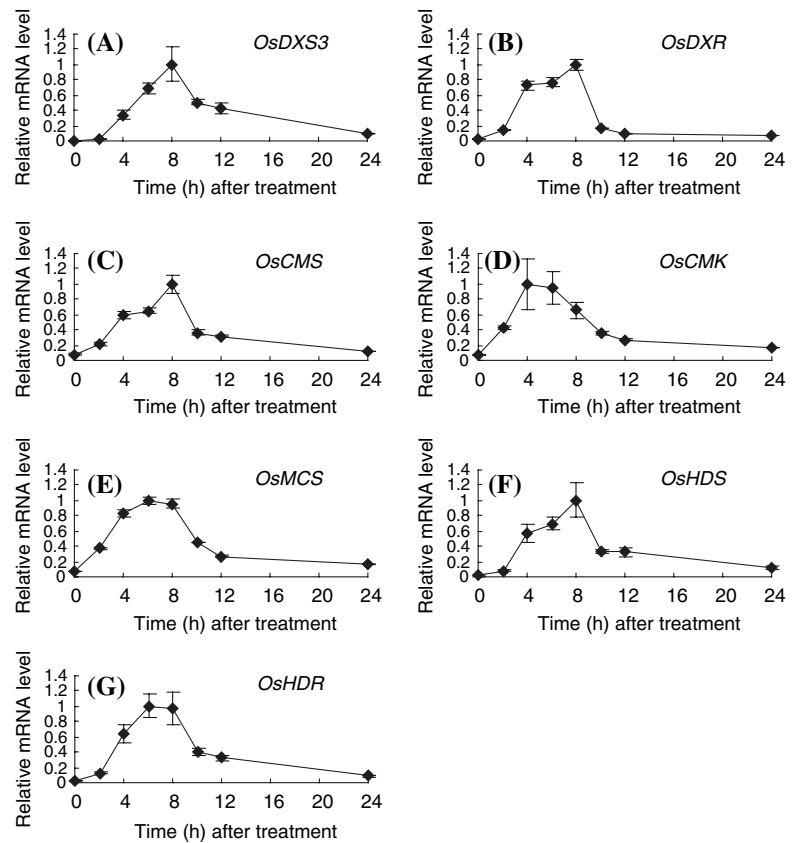 (A) OsDXS3
Relative mRNA level
1.4
1.2
1
0.8
0.6
0.4
0.2
0
0 4 8 12 16 20 24
Time (h) after treatment
(B) OsDXR
Relative mRNA level
1.4
1.2
1
0.8
0.6
0.4
0.2
0
0 4 8 12 16 20 24
Time (h) after treatment
(C) OsCMS
Relative mRNA level
1.4
1.2
1
0.8
0.6
0.4
0.2
0
0 4 8 12 16 20 24
Time (h) after treatment
(D) OsCMK
Relative mRNA level
1.4
1.2
1
0.8
0.6
0.4
0.2
0
0 4 8 12 16 20 24
Time (h) after treatment
(E) OsMCS
Relative mRNA level
1.4
1.2
1
0.8
0.6
0.4
0.2
0
0 4 8 12 16 20 24
Time (h) after treatment
(F) OsHDS
Relative mRNA level
1.4
1.2
1
0.8
0.6
0.4
0.2
0
0 4 8 12 16 20 24
Time (h) after treatment
(G) OsHDR
Relative mRNA level
1.4
1.2
1
0.8
0.6
0.4
0.2
0
0 4 8 12 16 20 24
Time (h) after treatment